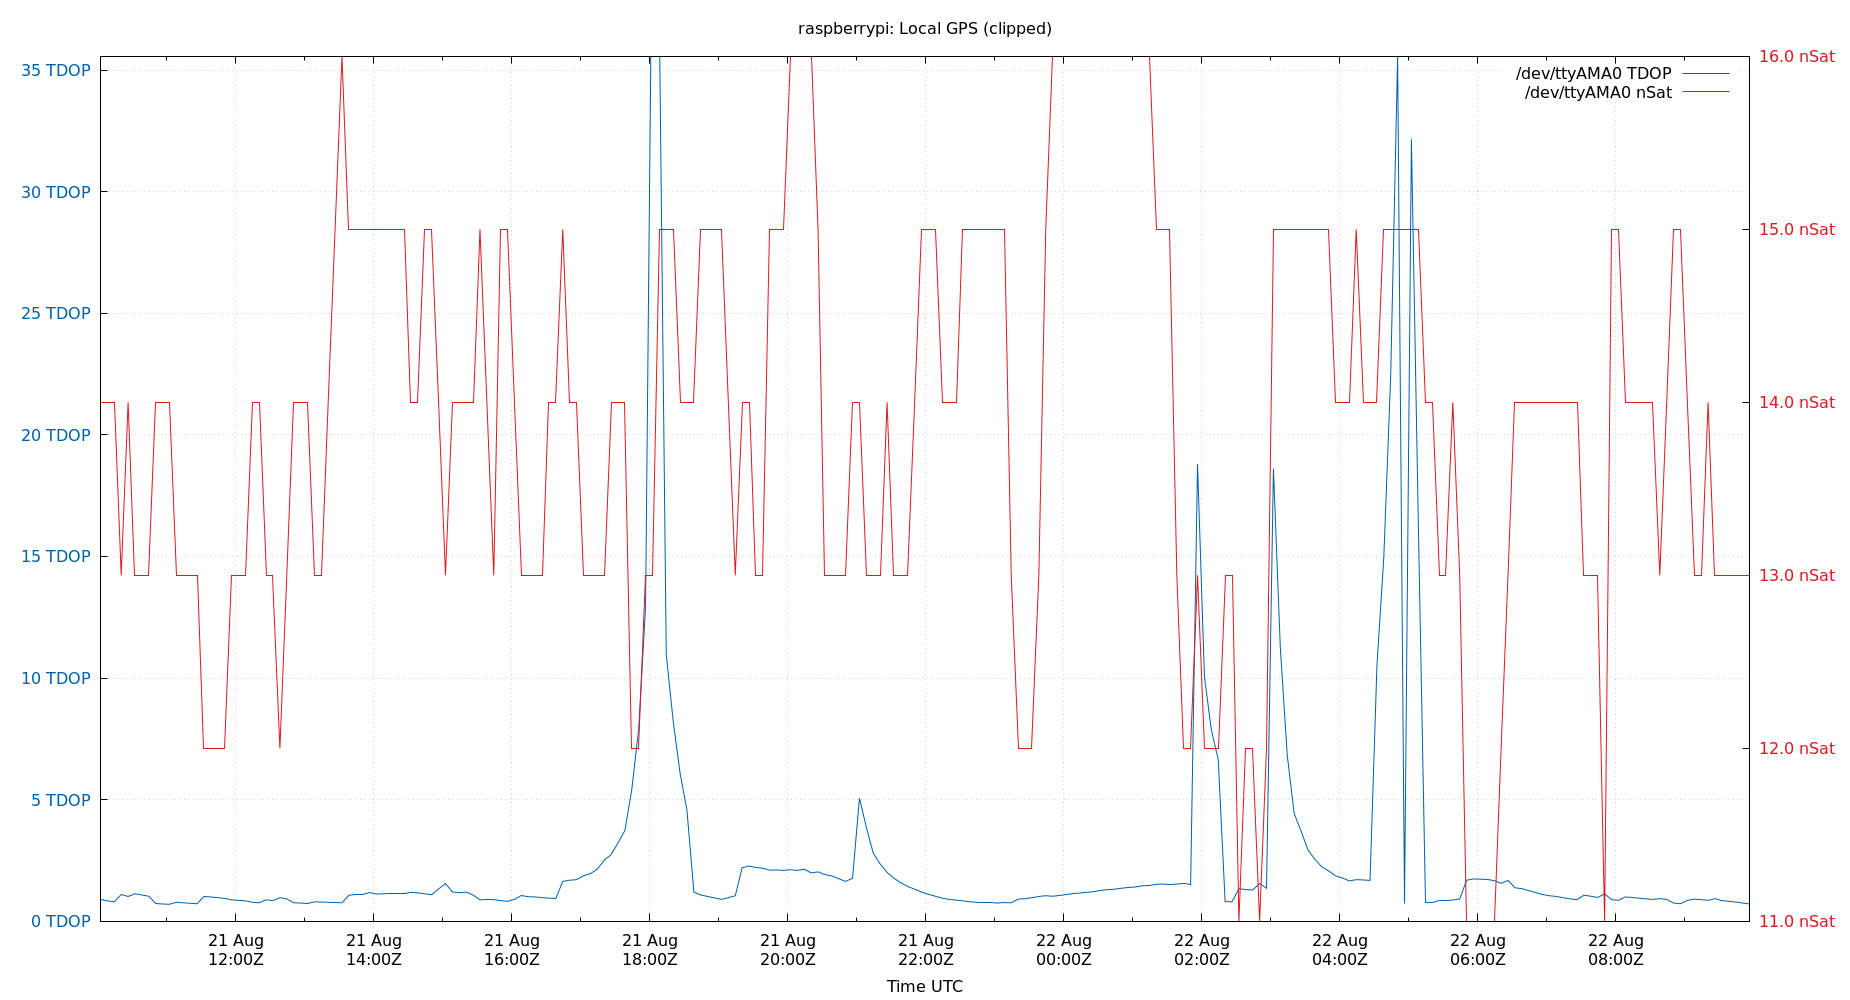 raspberrypi: Local GPS (clipped)
35 TDOP
30 TDOP
25 TDOP
20 TDOP
15 TDOP
10 TDOP
5 TDOP
0 TDOP
16.0 nSat
15.0 nSat
14.0 nSat
13.0 nSat
12.0 nSat
11.0 nSat
/dev/ttyAMA0 TDOP
/dev/ttyAMA0 nSat
21 Aug
12:00Z
21 Aug
14:00Z
21 Aug
16:00Z
21 Aug
18:00Z
21 Aug
20:00Z
21 Aug
22:00Z
22 Aug
00:00Z
22 Aug
02:00Z
22 Aug
04:00Z
22 Aug
06:00Z
22 Aug
08:00Z
Time UTC